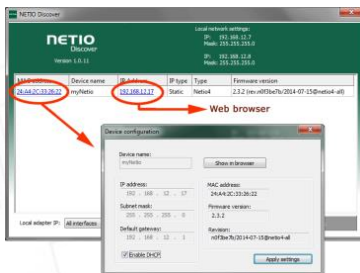 NETIO Discover
NETIO
Discover
Version 1.0.11
Local network settings:
IP: 192.168.12.7
Mask: 255.255.255.0
IP: 192.168.12.8
Mask: 255.255.255.0
MAC address Device name IP Address IP type Type Firmware version
24:A4:2C:33:26:22 myNetio 192.168.12.17 Static Netio4 2.3.2 (rev.n0f3be7b/2014-07-15@netio4-all)
Web browser
Device configuration
Device name:
myNetio
Show in browser
IP address:
192 . 168 . 12 . 17
MAC address:
24:A4:2C:33:26:22
Subnet mask:
255 . 255 . 255 . 0
Firmware version:
2.3.2
Default gateway:
192 . 168 . 12 . 1
Revision:
n0f3be7b/2014-07-15@netio4-all
Enable DHCP
Apply settings
Local adapter IP: All interfaces